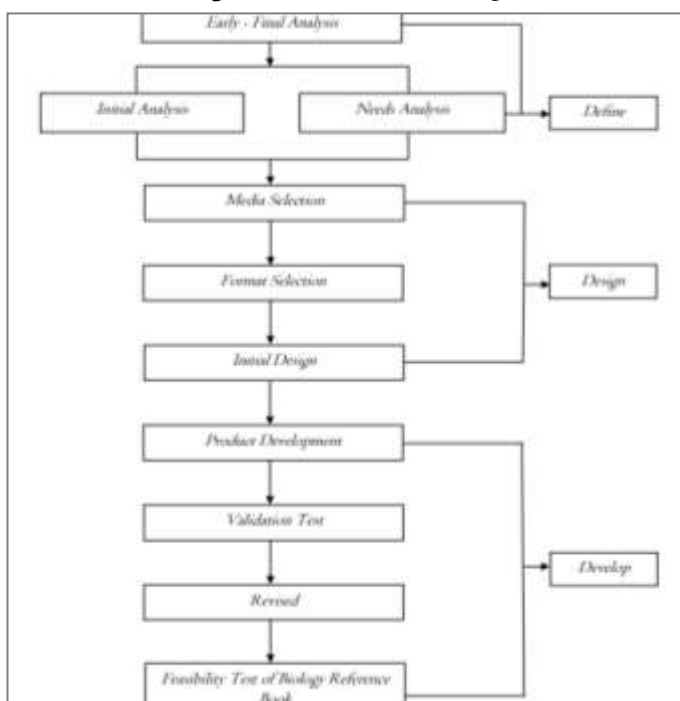 Early - Final Analysis
Initial Analysis
Needs Analysis
Define
Media Selection
Format Selection
Design
Initial Design
Product Development
Validation Test
Develop
Revised
Feasibility Test of Biology Reference
Book